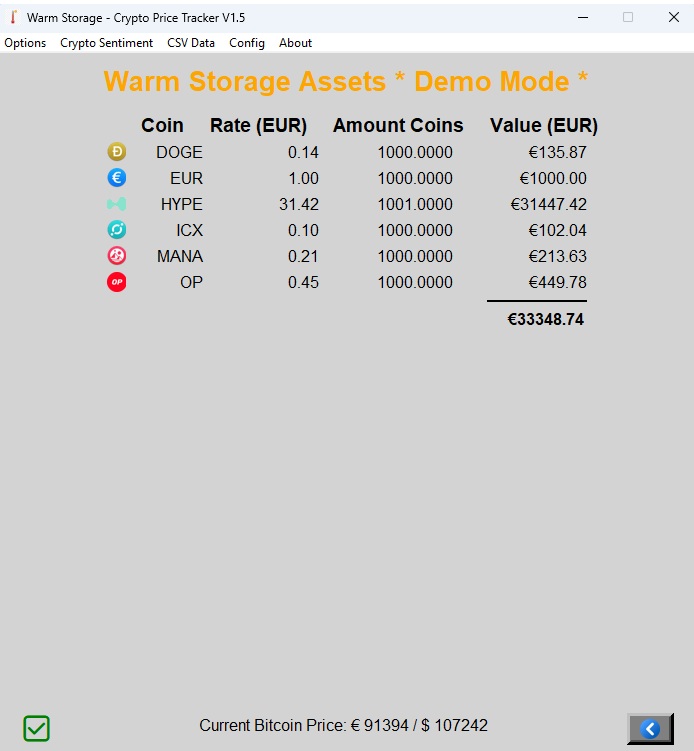 Warm Storage - Crypto Price Tracker V1.5
Options Crypto Sentiment CSV Data Config About
Warm Storage Assets * Demo Mode *
Coin Rate (EUR) Amount Coins Value (EUR)
DOGE 0.14 1000.0000 €135.87
EUR 1.00 1000.0000 €1000.00
HYPE 31.42 1001.0000 €31447.42
ICX 0.10 1000.0000 €102.04
MANA 0.21 1000.0000 €213.63
OP OP 0.45 1000.0000 €449.78
€33348.74
Current Bitcoin Price: € 91394 / $ 107242